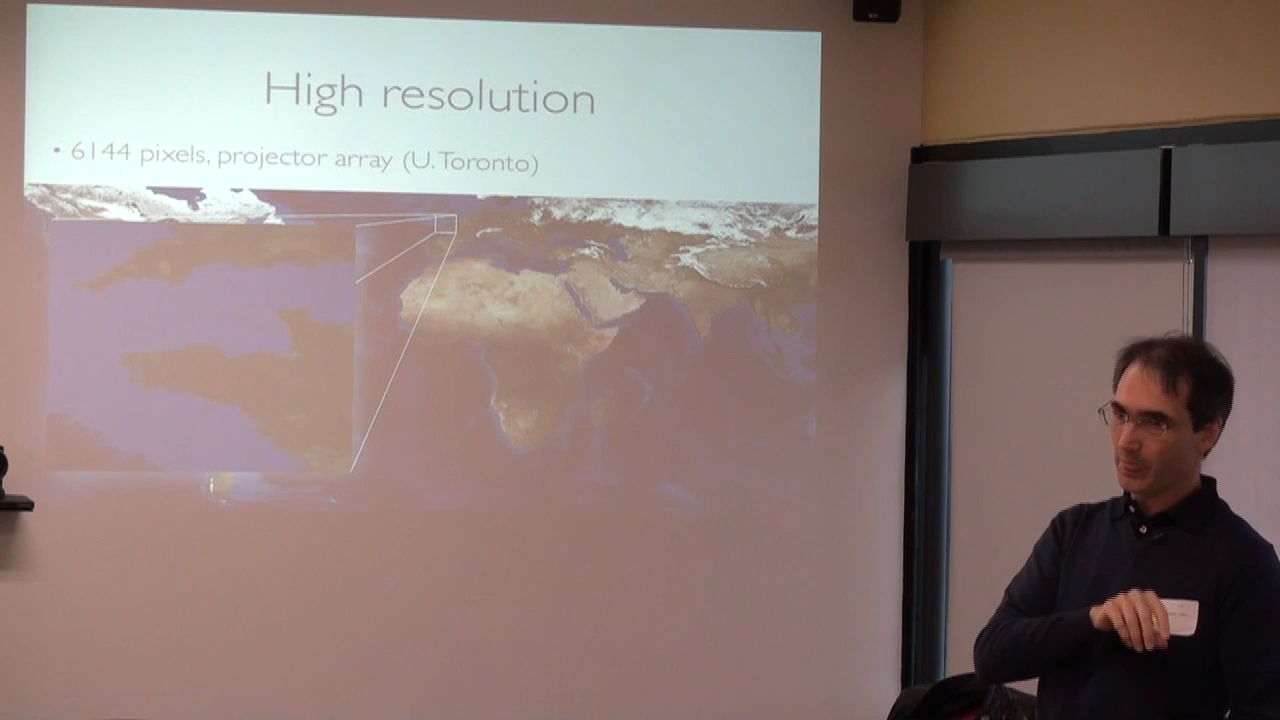 High resolution
• 6144 pixels, projector array (U. Toronto)